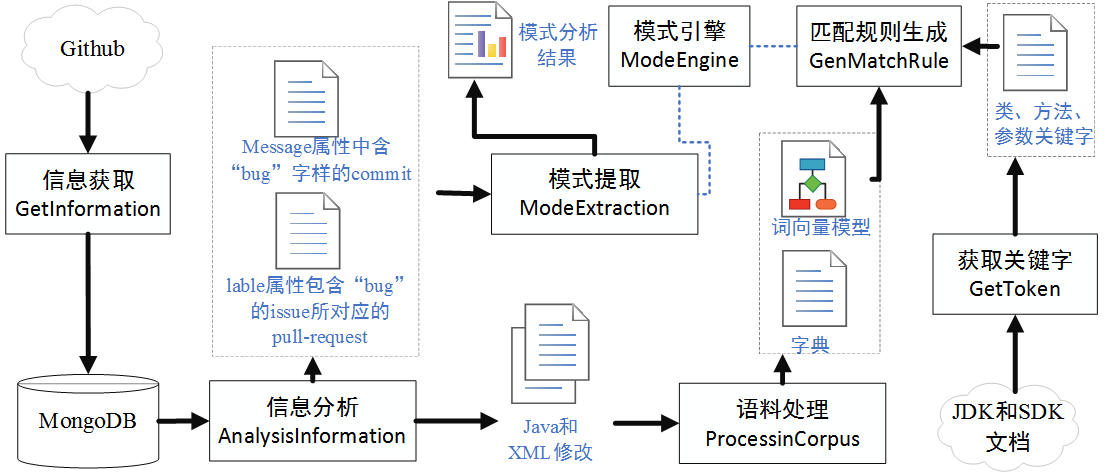 Github
信息获取
GetInformation
MongoDB
信息分析
AnalysisInformation
Message属性中含
“bug”字样的commit
lable属性包含“bug”
的issue所对应的
pull-request
模式分析
结果
模式提取
ModeExtraction
模式引擎
ModeEngine
匹配规则生成
GenMatchRule
类、方法、
参数关键字
词向量模型
字典
Java和
XML修改
语料处理
ProcessinCorpus
获取关键字
GetToken
JDK和SDK
文档